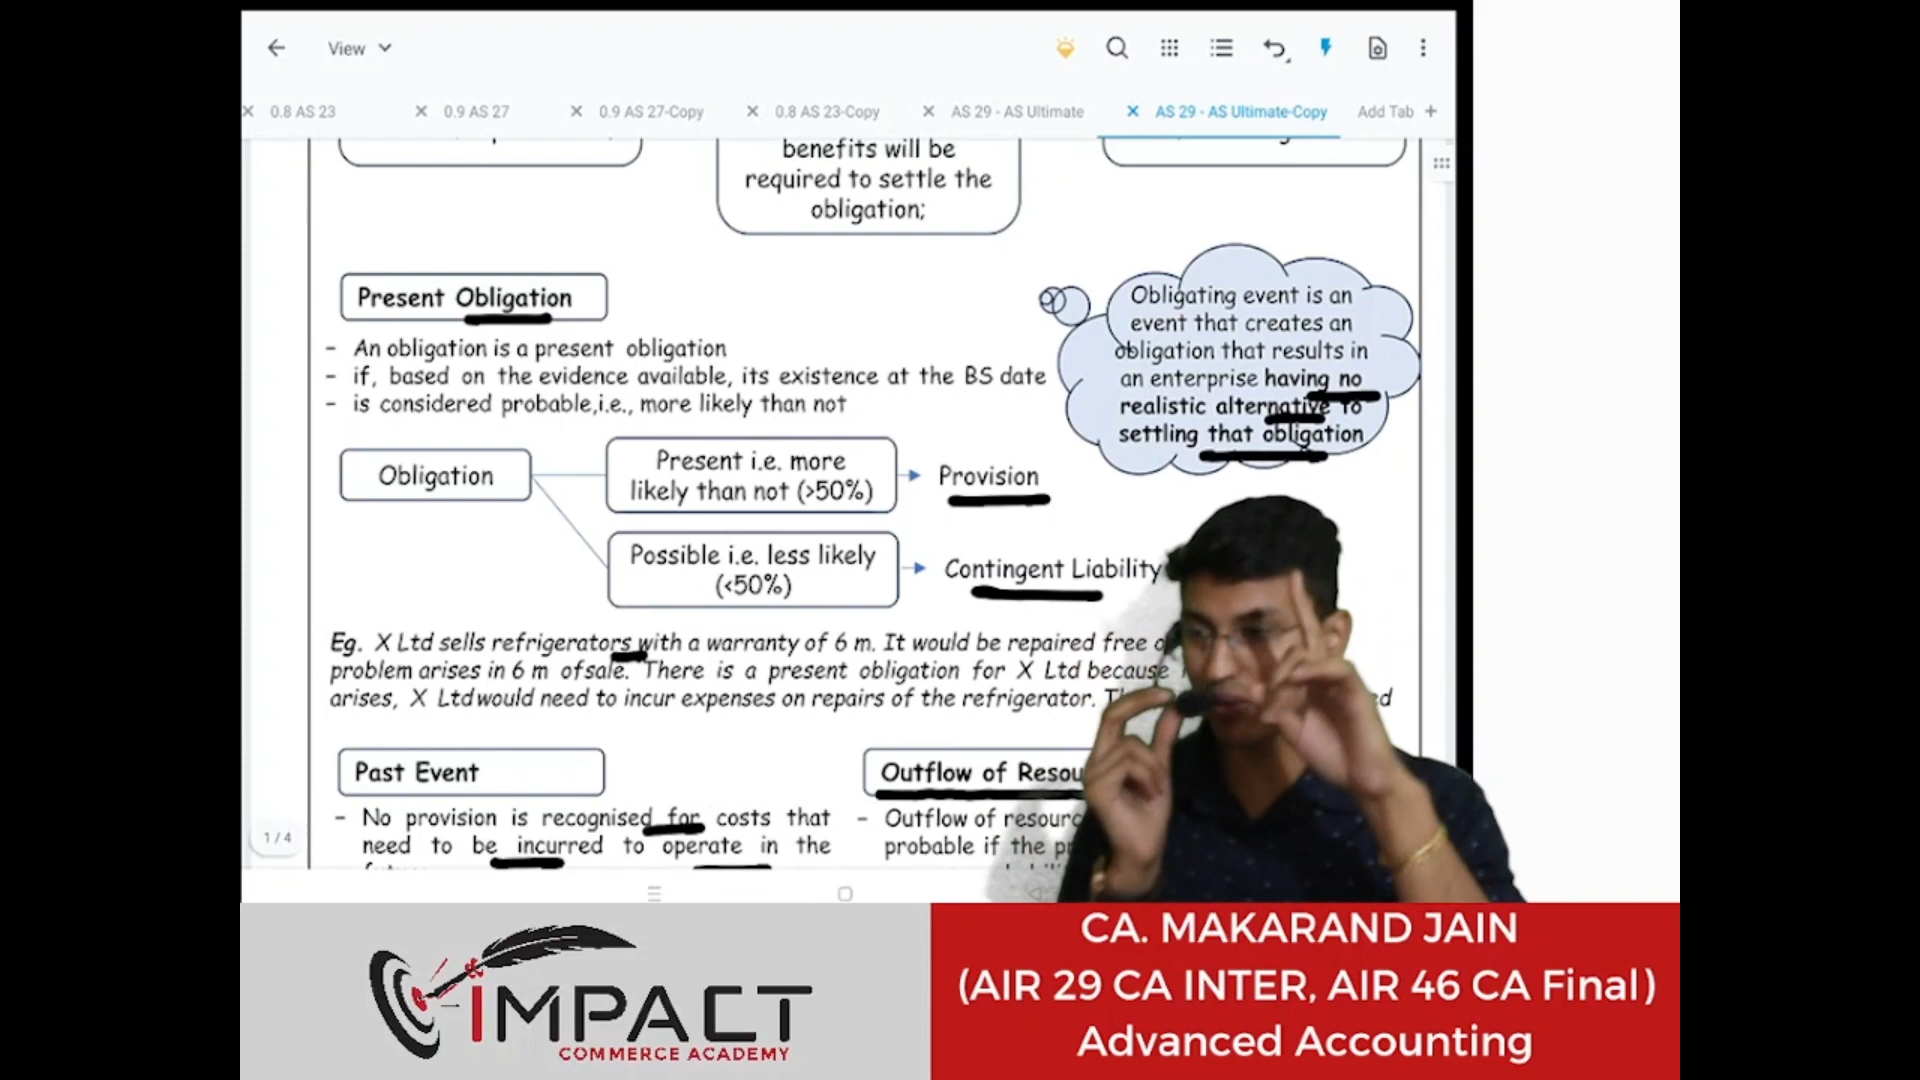 View
0.8 AS 23
0.9 AS 27
0.9 AS 27-Copy
0.8 AS 23-Copy
AS 29 - AS Ultimate
AS 29 - AS Ultimate-Copy
Add Tab +
benefits will be
required to settle the
obligation;
Present Obligation
- An obligation is a present obligation
- if, based on the evidence available, its existence at the BS date
- is considered probable,i.e., more likely than not
Obligating event is an
event that creates an
obligation that results in
an enterprise having no
realistic alternative to
settling that obligation
Obligation
Present i.e. more
likely than not (>50%)
Provision
Possible i.e. less likely
(<50%)
Contingent Liability
Eg. X Ltd sells refrigerators with a warranty of 6 m. It would be repaired free
problem arises in 6 m ofsale. There is a present obligation for X Ltd because
arises, X Ltd would need to incur expenses on repairs of the refrigerator.
Past Event
- No provision is recognised for costs that
need to be incurred to operate in the
Outflow of
- Outflow of
probable if the
1 / 4
IMPACT
COMMERCE ACADEMY
CA. MAKARAND JAIN
(AIR 29 CA INTER, AIR 46 CA Final)
Advanced Accounting